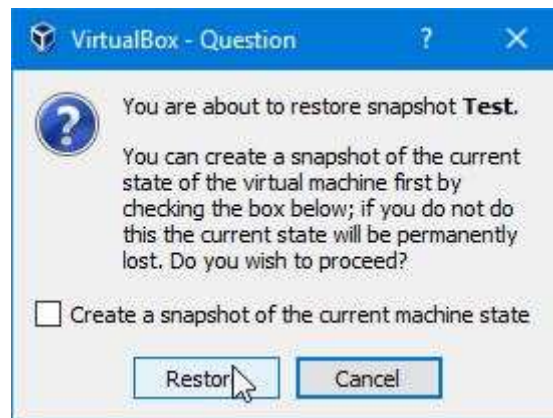 VirtualBox - Question
You are about to restore snapshot Test.
You can create a snapshot of the current
state of the virtual machine first by
checking the box below; if you do not do
this the current state will be permanently
lost. Do you wish to proceed?
Create a snapshot of the current machine state
Restor
Cancel